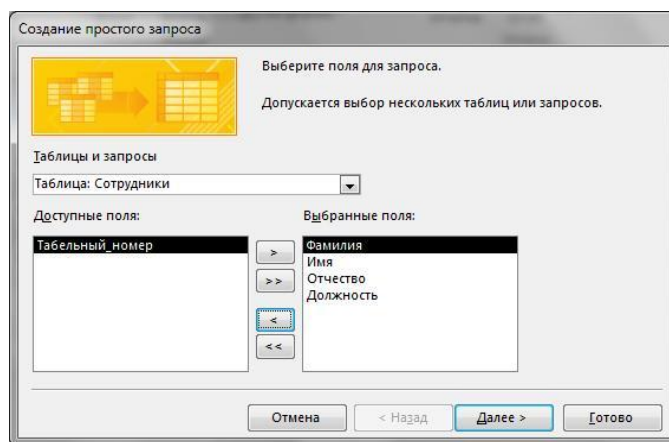 Создание простого запроса
Выберите поля для запроса.
Допускается выбор нескольких таблиц или запросов.
Таблицы и запросы
Таблица: Сотрудники
Доступные поля:
Выбранные поля:
Табельный_номер
Фамилия
Имя
Отчество
Должность
>
>>
<
<<
Отмена
< Назад
Далее >
Готово